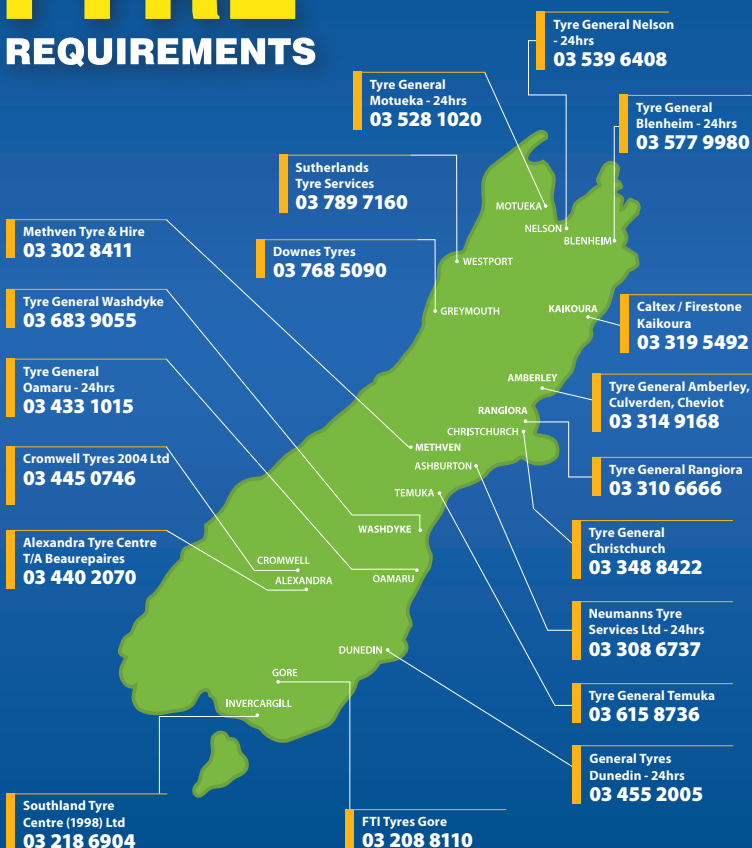 REQUIREMENTS
Tyre General Nelson
- 24hrs
03 539 6408
Tyre General
Motueka - 24hrs
03 528 1020
Tyre General
Blenheim - 24hrs
03 577 9980
Sutherlands
Tyre Services
03 789 7160
Methven Tyre & Hire
03 302 8411
Downes Tyres
03 768 5090
Tyre General Washdyke
03 683 9055
Caltex / Firestone
Kaikoura
03 319 5492
Tyre General
Oamaru - 24hrs
03 433 1015
Tyre General Amberley,
Culverden, Cheviot
03 314 9168
Cromwell Tyres 2004 Ltd
03 445 0746
Tyre General Rangiora
03 310 6666
Alexandra Tyre Centre
T/A Beaurepaires
03 440 2070
Tyre General
Christchurch
03 348 8422
Neumanns Tyre
Services Ltd - 24hrs
03 308 6737
Tyre General Temuka
03 615 8736
General Tyres
Dunedin - 24hrs
03 455 2005
Southland Tyre
Centre (1998) Ltd
03 218 6904
FTI Tyres Gore
03 208 8110
MOTUEKA
NELSON
BLENHEIM
WESTPORT
GREYMOUTH
KAIKOURA
AMBERLEY
RANGIORA
CHRISTCHURCH
METHVEN
ASHBURTON
TEMUKA
WASHDYKE
CROMWELL
ALEXANDRA
OAMARU
DUNEDIN
GORE
INVERCARGILL